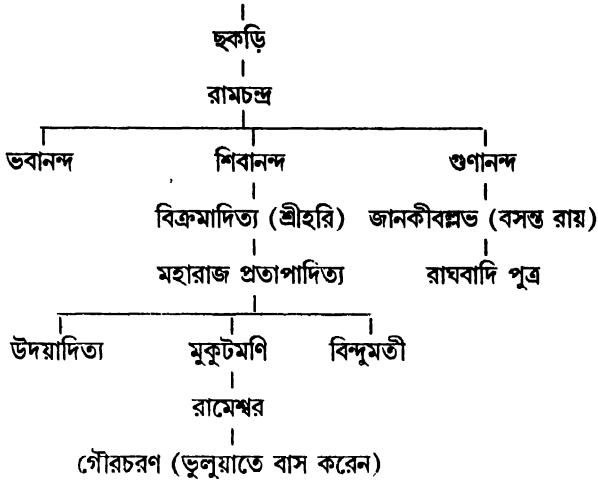 ছকড়ি
রামচন্দ্র
ভবানন্দ শিবানন্দ গুণানন্দ
বিক্রমাদিত্য (শ্রীহরি) জানকীবল্লভ (বসন্ত রায়)
মহারাজ প্রতাপাদিত্য রাঘবাদি পুত্র
উদয়াদিত্য মুকুটমণি বিন্দুমতী
রামেশ্বর
গৌরচরণ (ভুলুয়াতে বাস করেন)